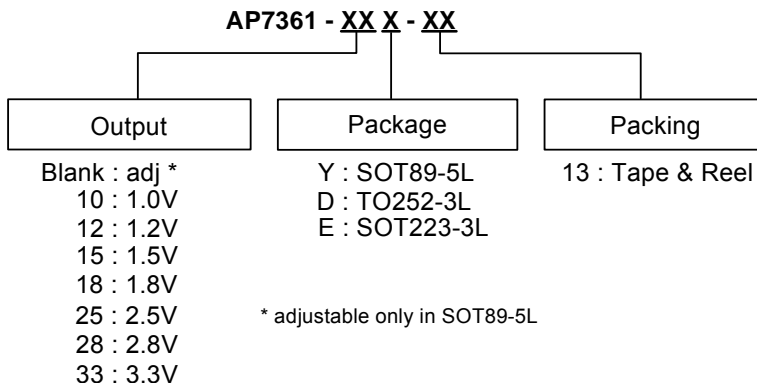 AP7361 - XX X - XX
Output
Package
Packing
Blank : adj *
10 : 1.0V
12 : 1.2V
15 : 1.5V
18 : 1.8V
25 : 2.5V
28 : 2.8V
33 : 3.3V
Y : SOT89-5L
D : TO252-3L
E : SOT223-3L
* adjustable only in SOT89-5L
13 : Tape & Reel